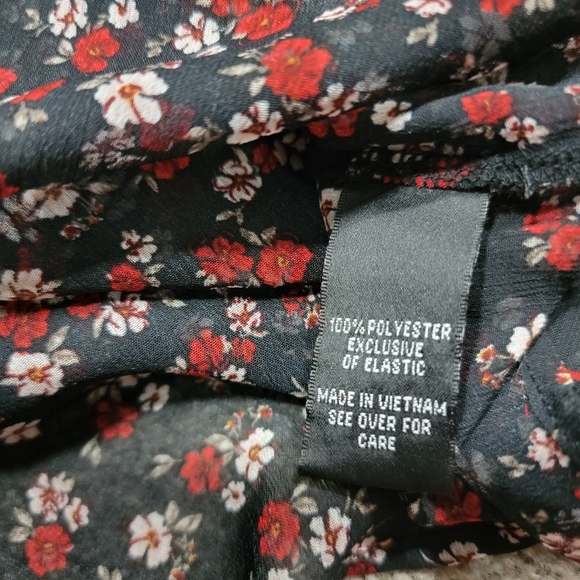 100% POLYESTER
EXCLUSIVE
OF ELASTIC
MADE IN VIETNAM
SEE OVER FOR
CARE